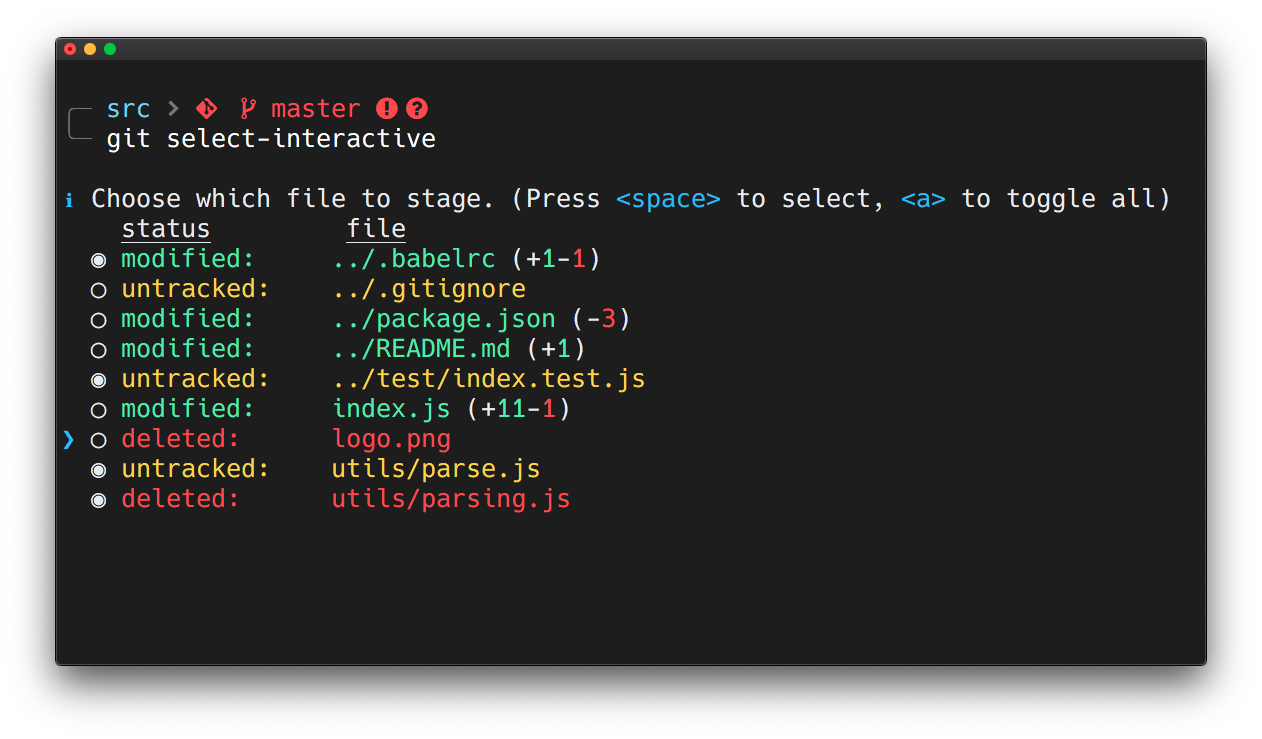 src > master ! ?
git select-interactive
i Choose which file to stage. (Press <space> to select, <a> to toggle all)
status file
◉ modified: ../.babelrc (+1-1)
○ untracked: ../.gitignore
○ modified: ../package.json (-3)
○ modified: ../README.md (+1)
◉ untracked: ../test/index.test.js
○ modified: index.js (+11-1)
❯ ○ deleted: logo.png
◉ untracked: utils/parse.js
◉ deleted: utils/parsing.js